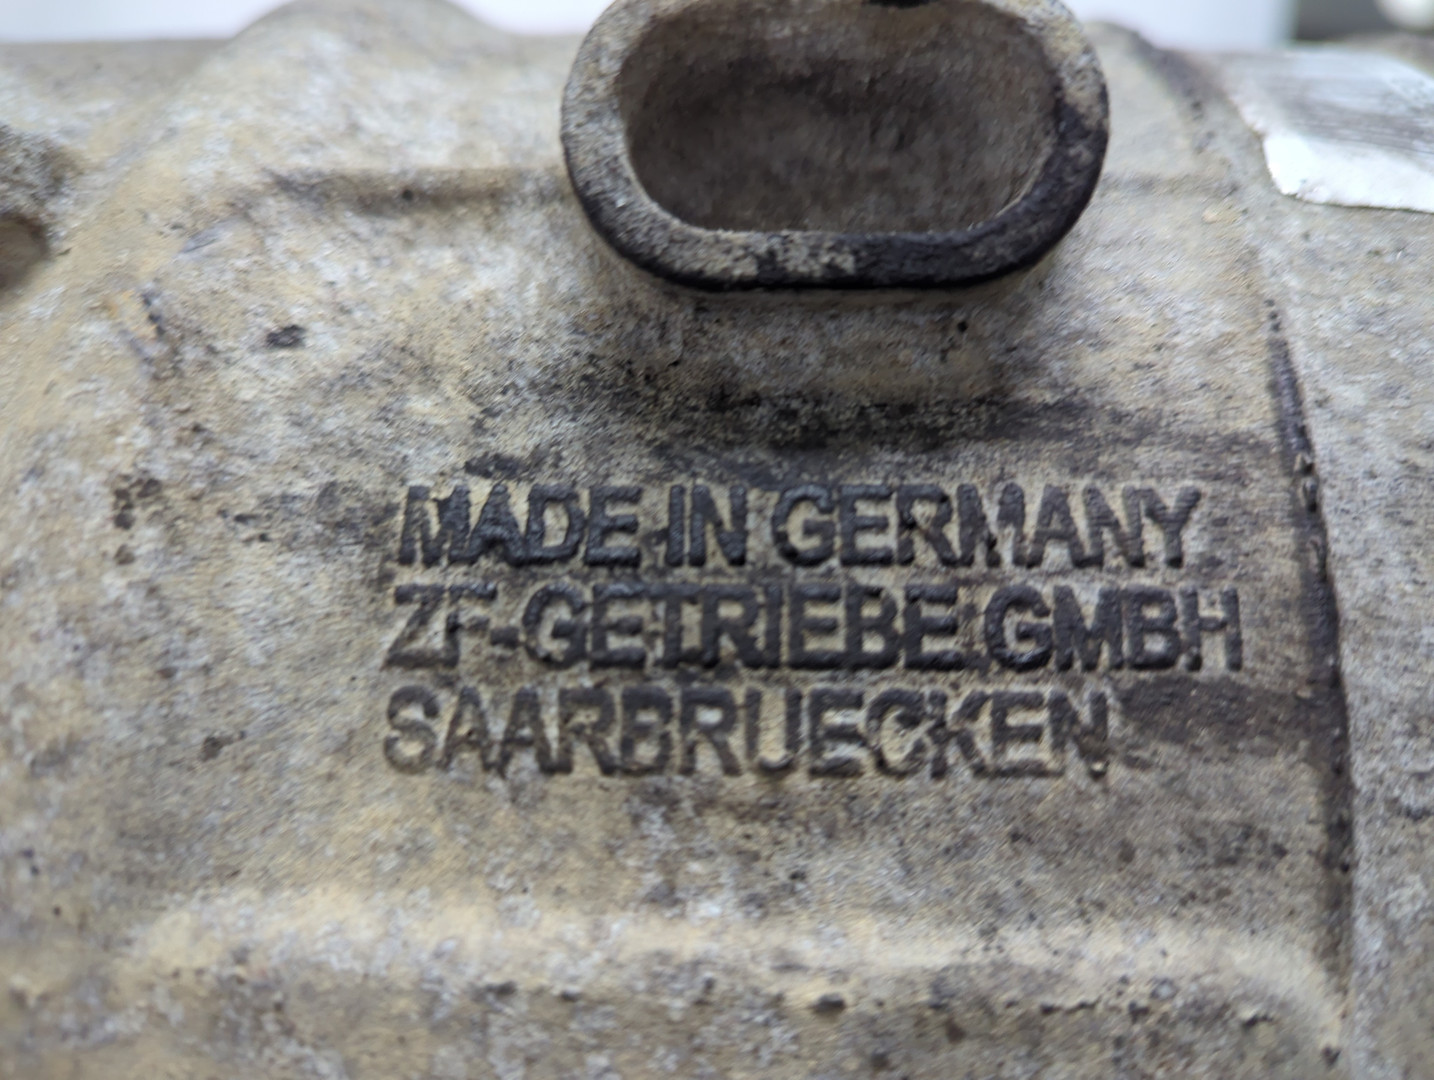 MADE IN GERMANY
ZF-GETRIEBE GMBH
SAARBRUECKEN